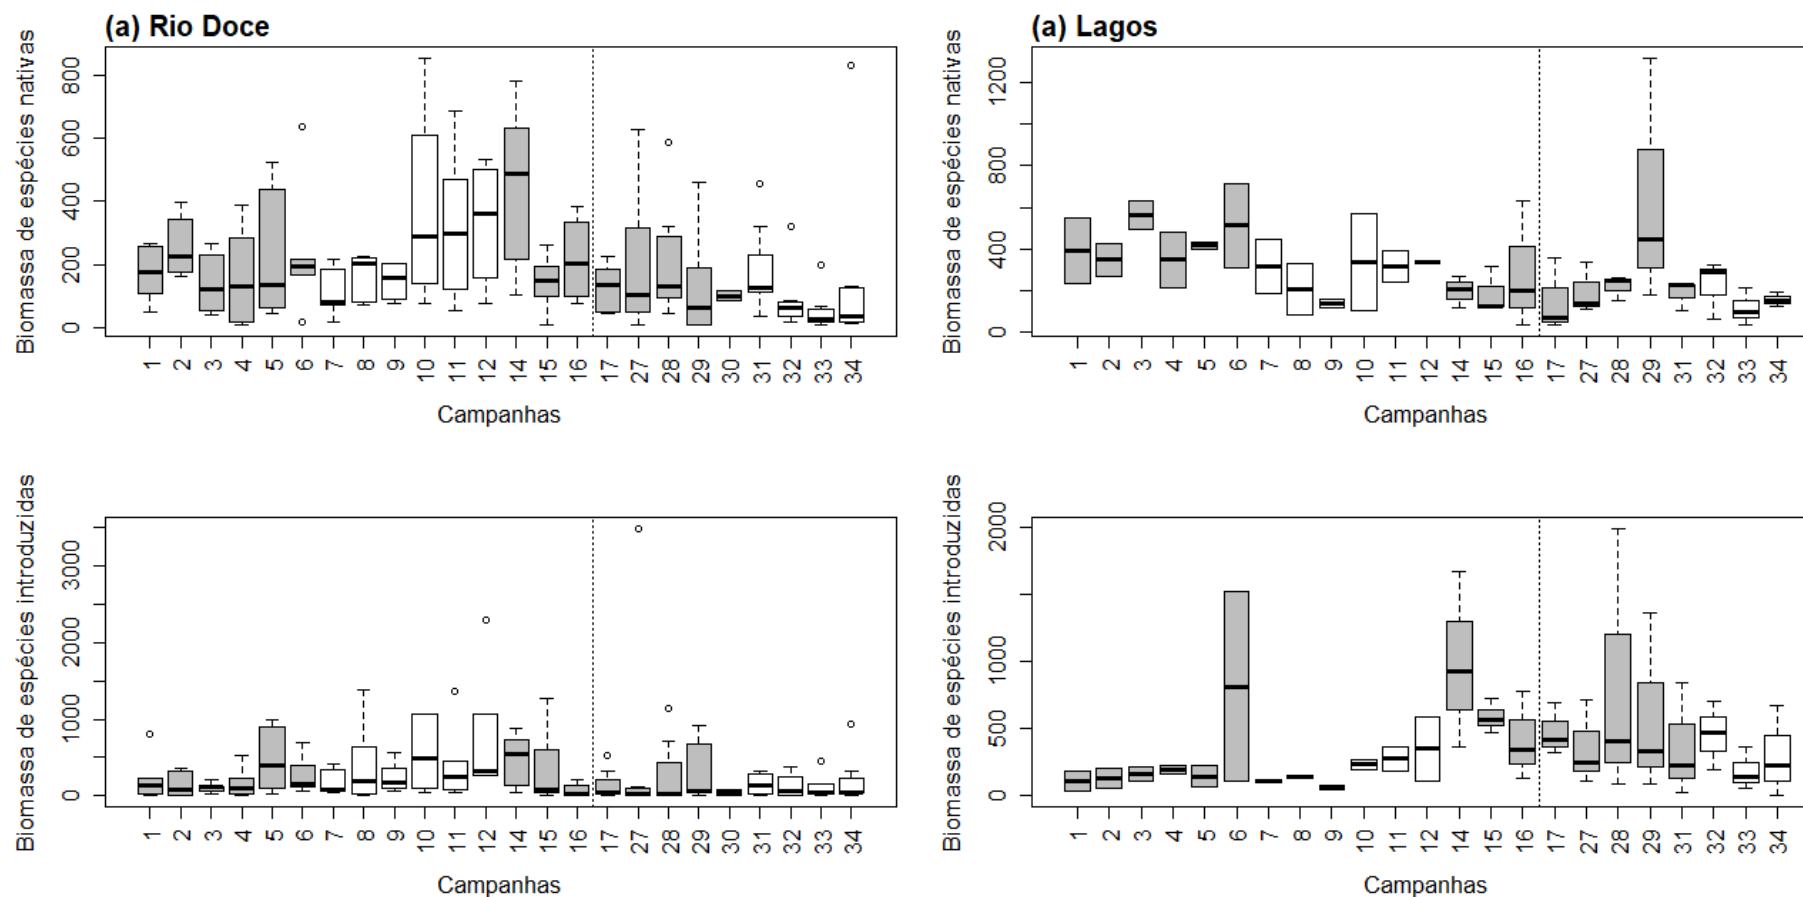 (a) Rio Doce
Biomassa de espécies nativas
0 200 400 600 800
1 2 3 4 5 6 7 8 9 10 11 12 14 15 16 17 27 28 29 30 31 32 33 34
Campanhas
(a) Lagos
Biomassa de espécies nativas
0 400 800 1200
1 2 3 4 5 6 7 8 9 10 11 12 14 15 16 17 27 28 29 31 32 33 34
Campanhas
Biomassa de espécies introduzidas
0 1000 2000 3000
1 2 3 4 5 6 7 8 9 10 11 12 14 15 16 17 27 28 29 30 31 32 33 34
Campanhas
Biomassa de espécies introduzidas
0 500 1000 2000
1 2 3 4 5 6 7 8 9 10 11 12 14 15 16 17 27 28 29 31 32 33 34
Campanhas